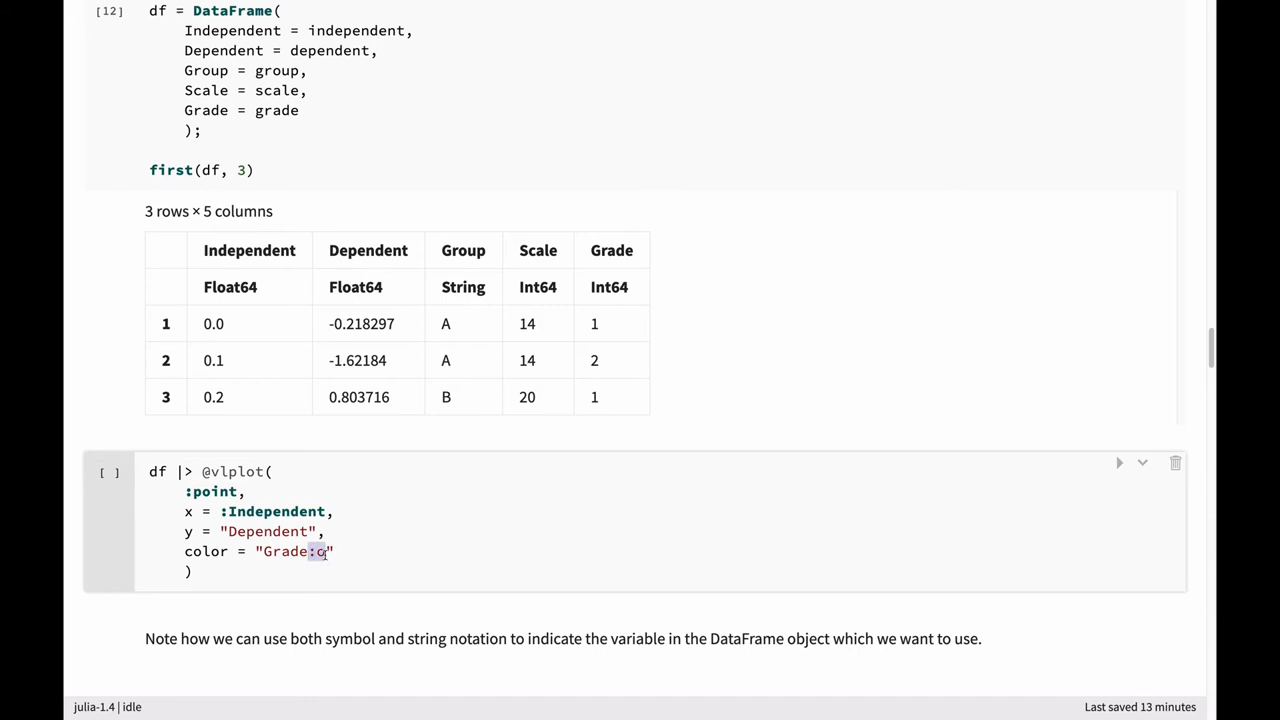 [12]
df = DataFrame(
Independent = independent,
Dependent = dependent,
Group = group,
Scale = scale,
Grade = grade
);
first(df, 3)
3 rows × 5 columns
Independent Dependent Group Scale Grade
Float64 Float64 String Int64 Int64
1 0.0 -0.218297 A 14 1
2 0.1 -1.62184 A 14 2
3 0.2 0.803716 B 20 1
[ ]
df |> @vlplot(
:point,
x = :Independent,
y = "Dependent",
color = "Grade:o"
)
Note how we can use both symbol and string notation to indicate the variable in the DataFrame object which we want to use.
julia-1.4 | idle
Last saved 13 minutes